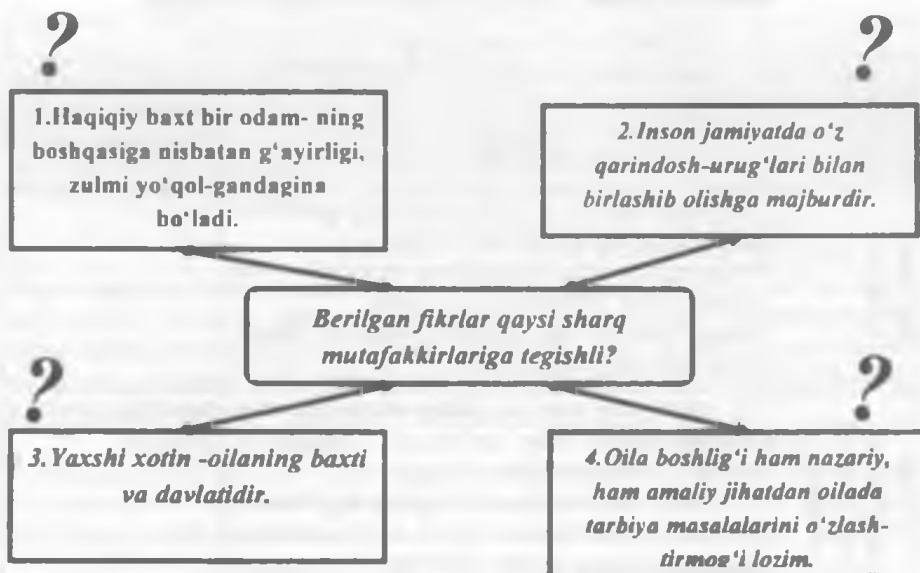 ?
?
1.Haqiqiy baxt bir odam- ning
boshqasiga nisbatan g‘ayirligi,
zulmi yo‘qol-gandagina
bo‘ladi.
2.Inson jamiyatda o‘z
qarindosh-urug‘lari bilan
birlashib olishga majburdir.
Berilgan fikrlar qaysi sharq
mutafakkirlariga tegishli?
?
?
3.Yaxshi xotin -oilaning baxti
va davlatidir.
4.Oila boshlig‘i ham nazariy,
ham amaliy jihatdan oilada
tarbiya masalalarini o‘zlash-
tirmog‘i lozim.